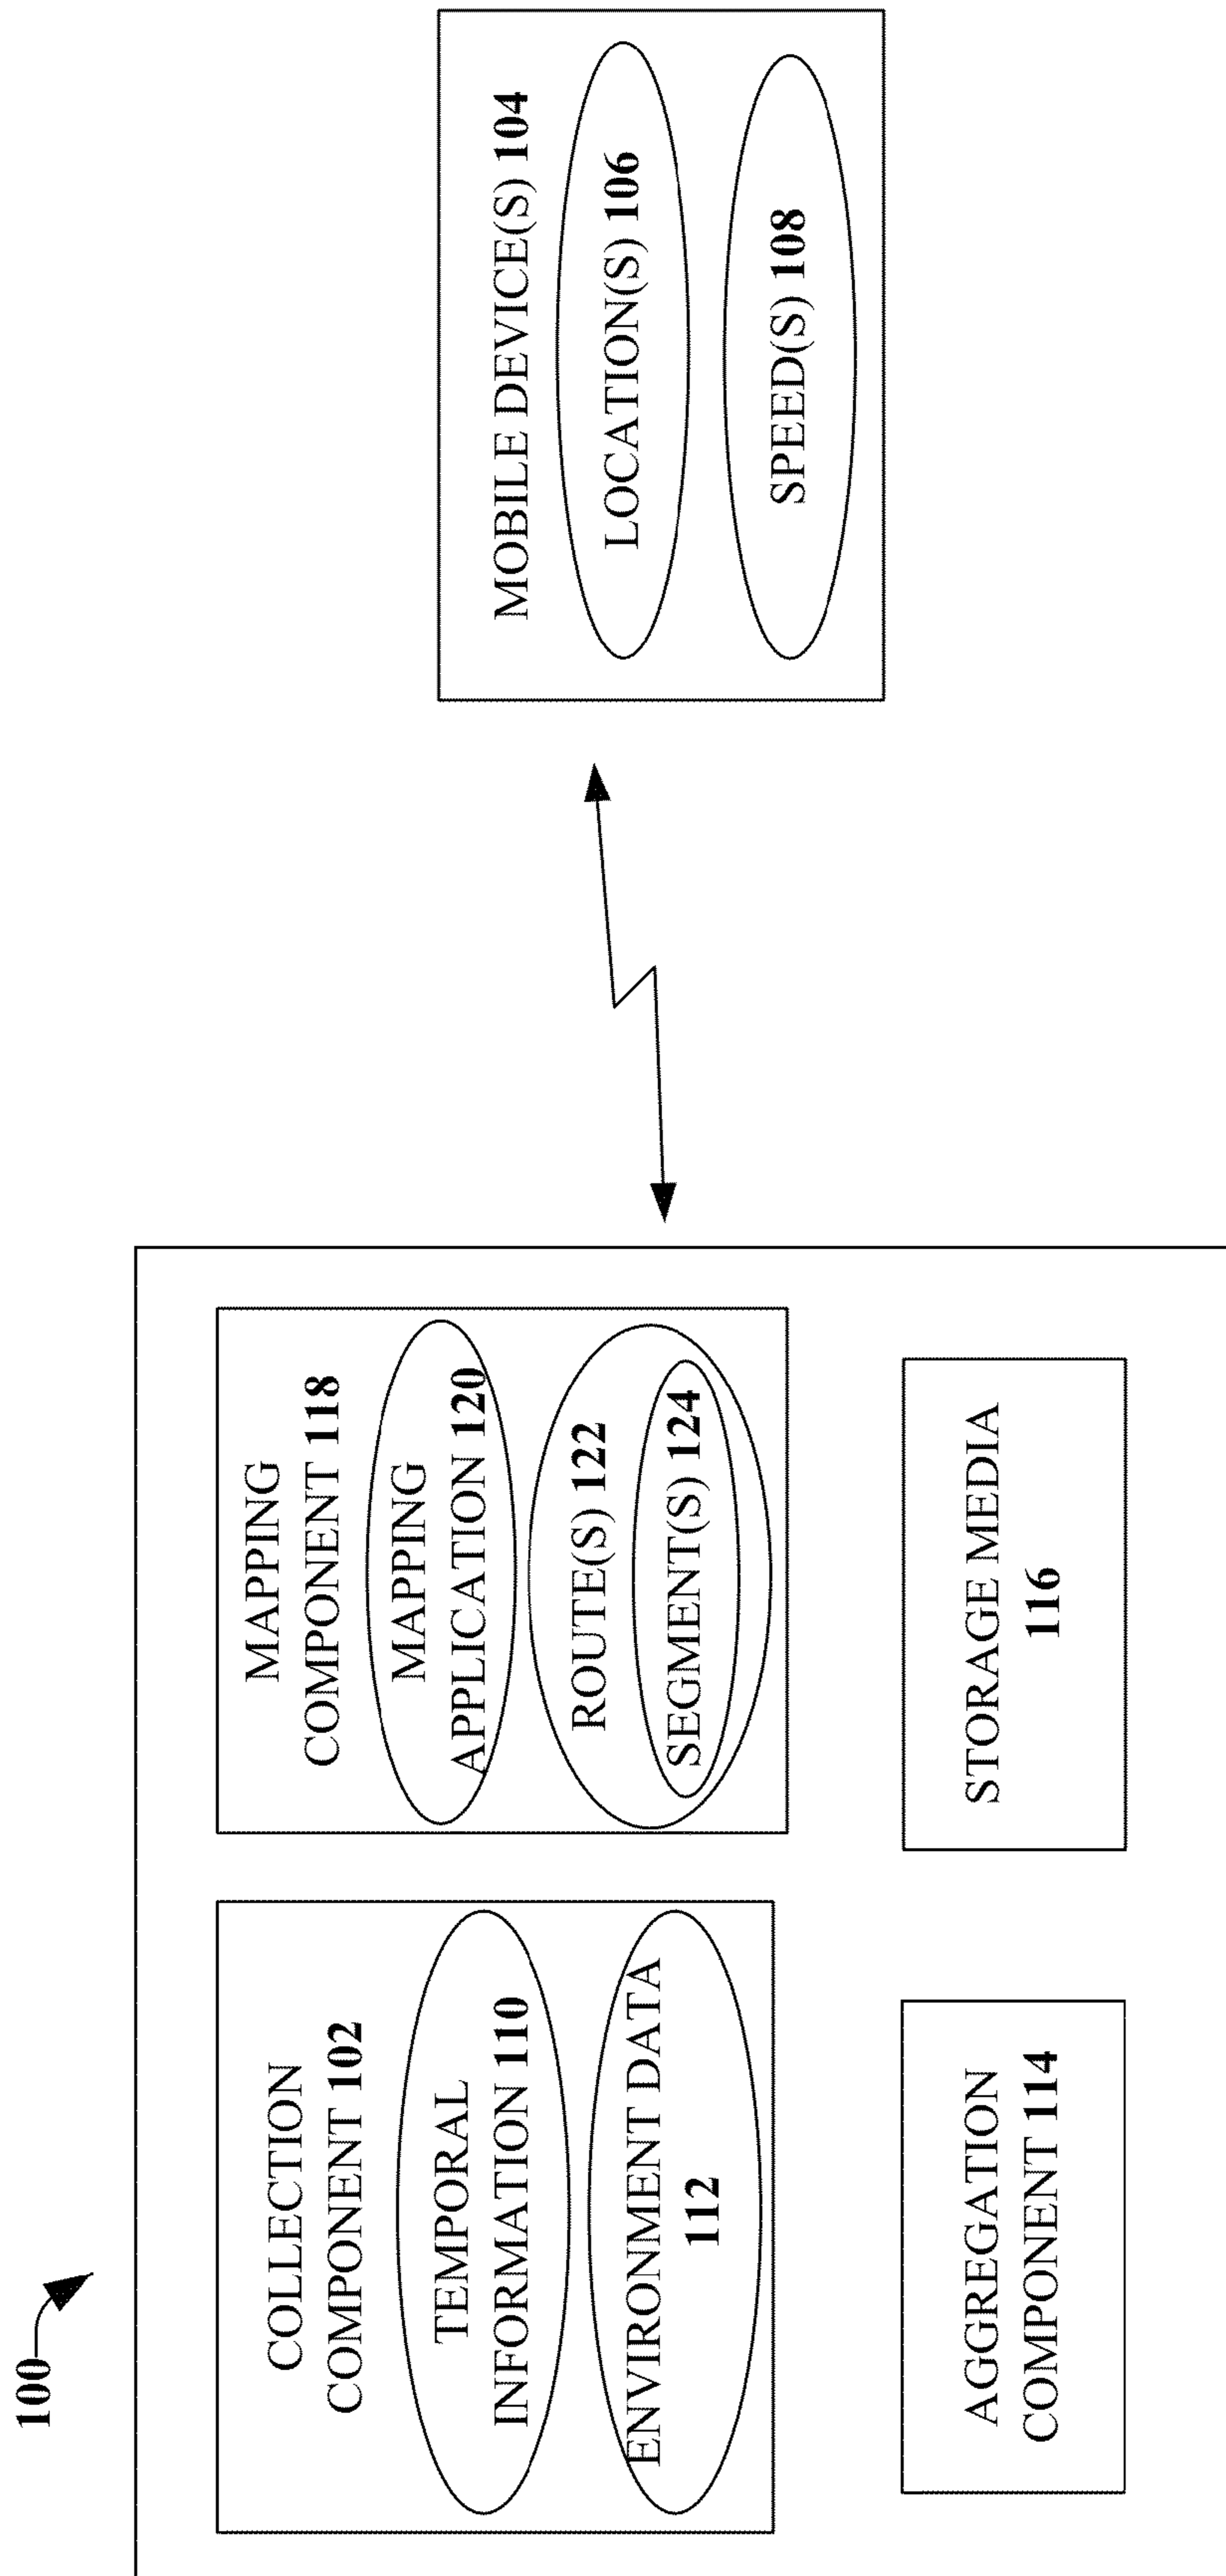 100
COLLECTION
COMPONENT 102
TEMPORAL
INFORMATION 110
ENVIRONMENT DATA
112
MAPPING
COMPONENT 118
MAPPING
APPLICATION 120
ROUTE(S) 122
SEGMENT(S) 124
AGGREGATION
COMPONENT 114
STORAGE MEDIA
116
MOBILE DEVICE(S) 104
LOCATION(S) 106
SPEED(S) 108